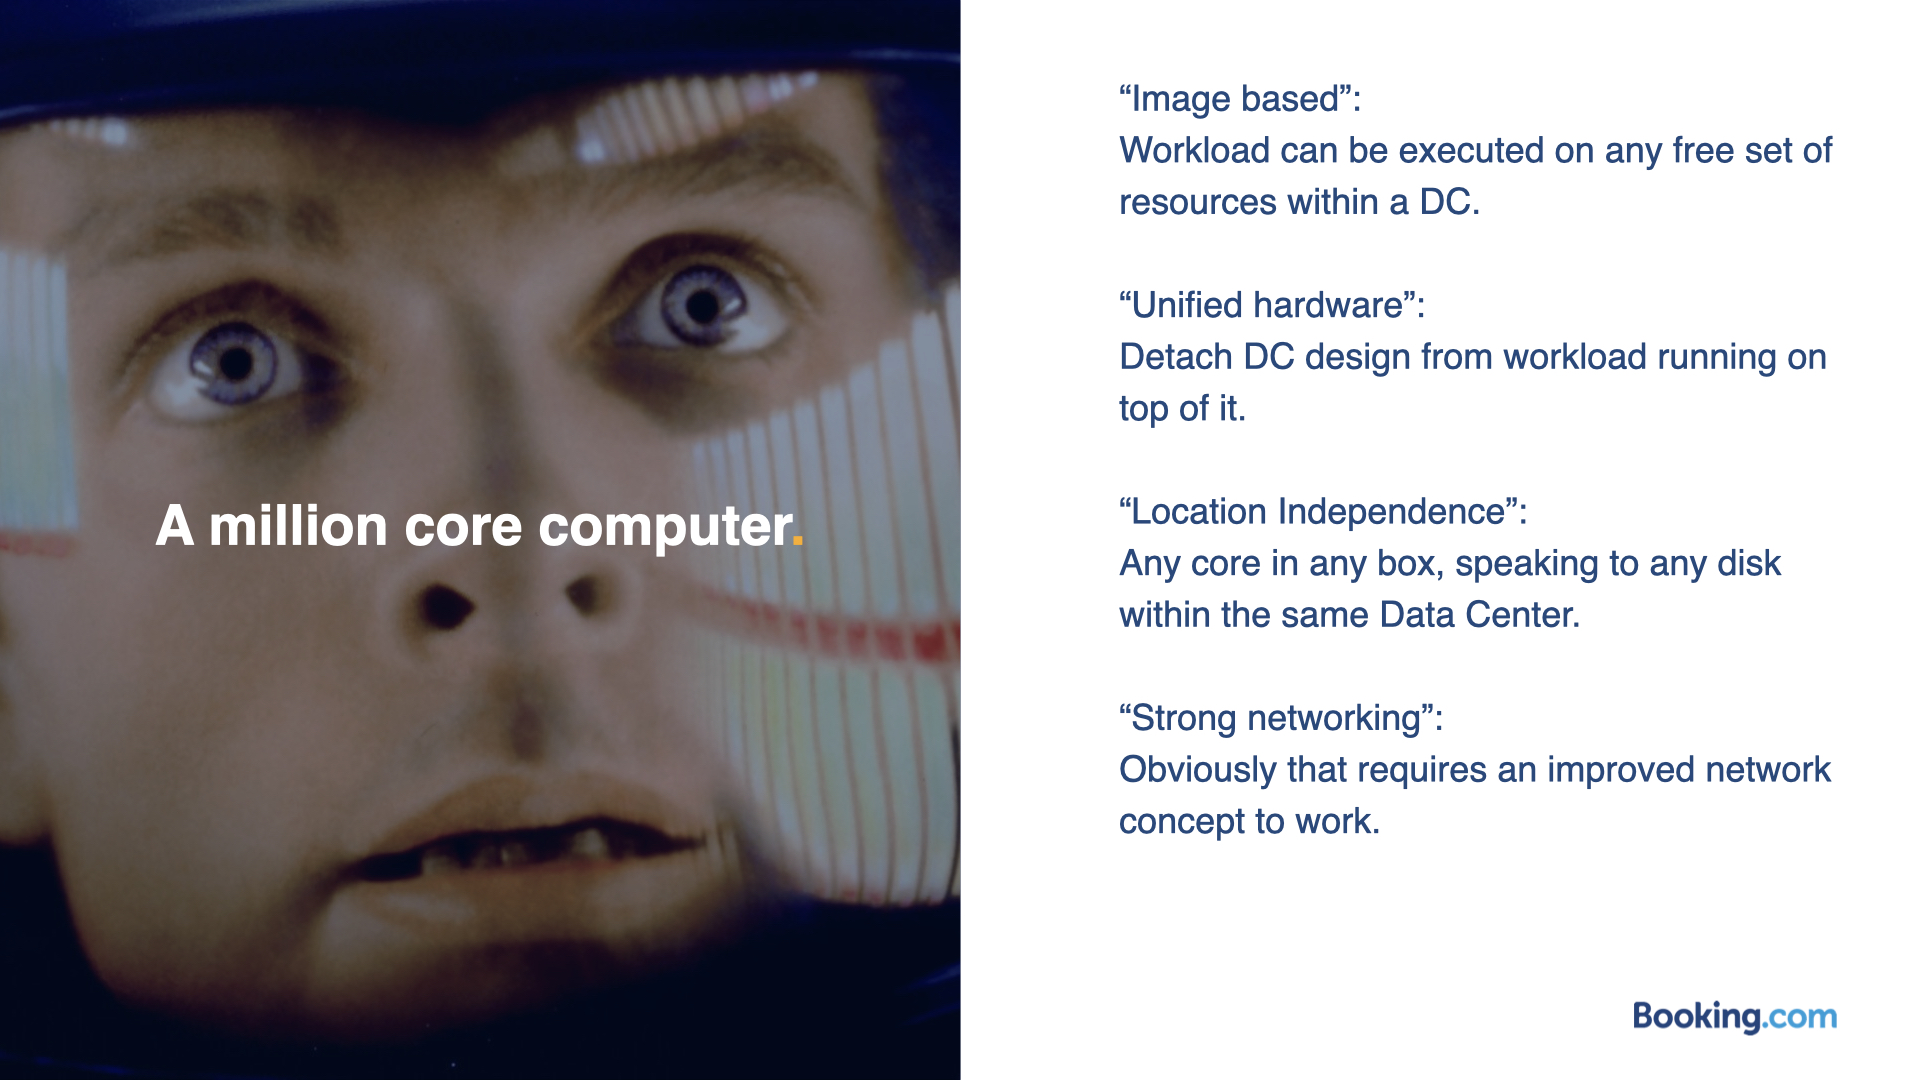 A million core computer.
“Image based”:
Workload can be executed on any free set of
resources within a DC.
“Unified hardware”:
Detach DC design from workload running on
top of it.
“Location Independence”:
Any core in any box, speaking to any disk
within the same Data Center.
“Strong networking”:
Obviously that requires an improved network
concept to work.
Booking.com